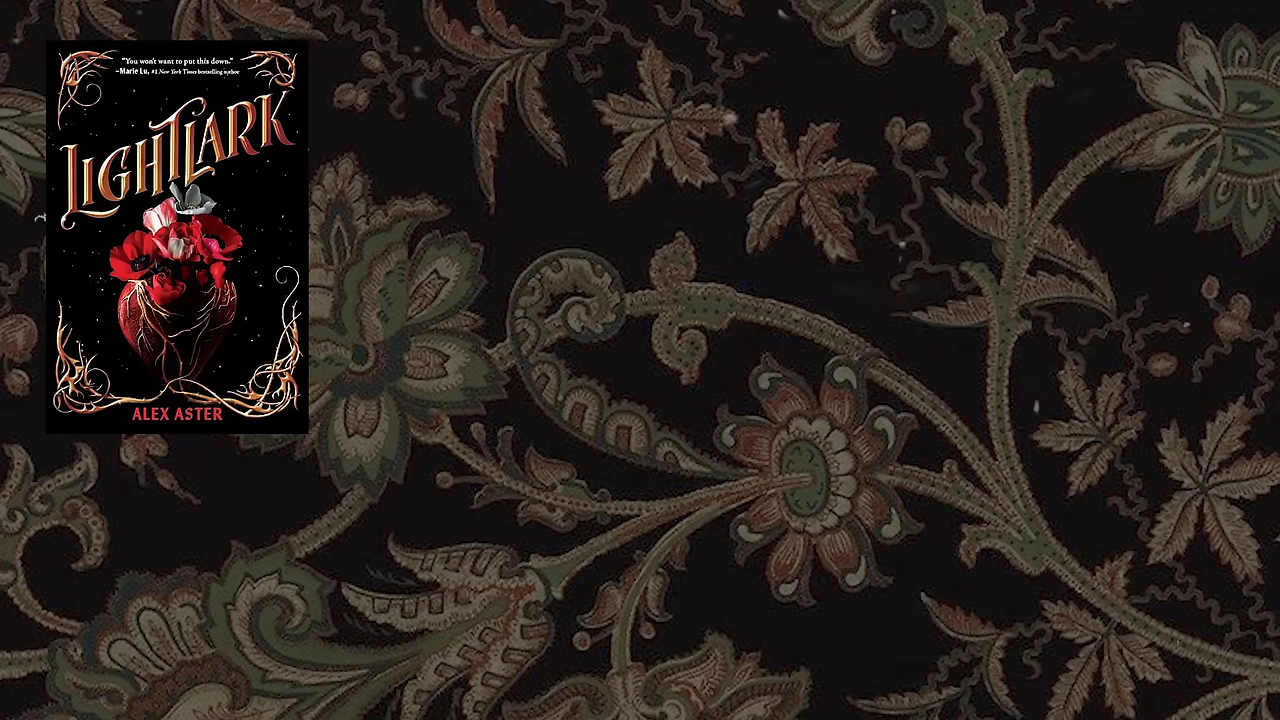 "You won't want to put this down."
–Marie Lu, #1 New York Times bestselling author
LIGHTLARK
ALEX ASTER